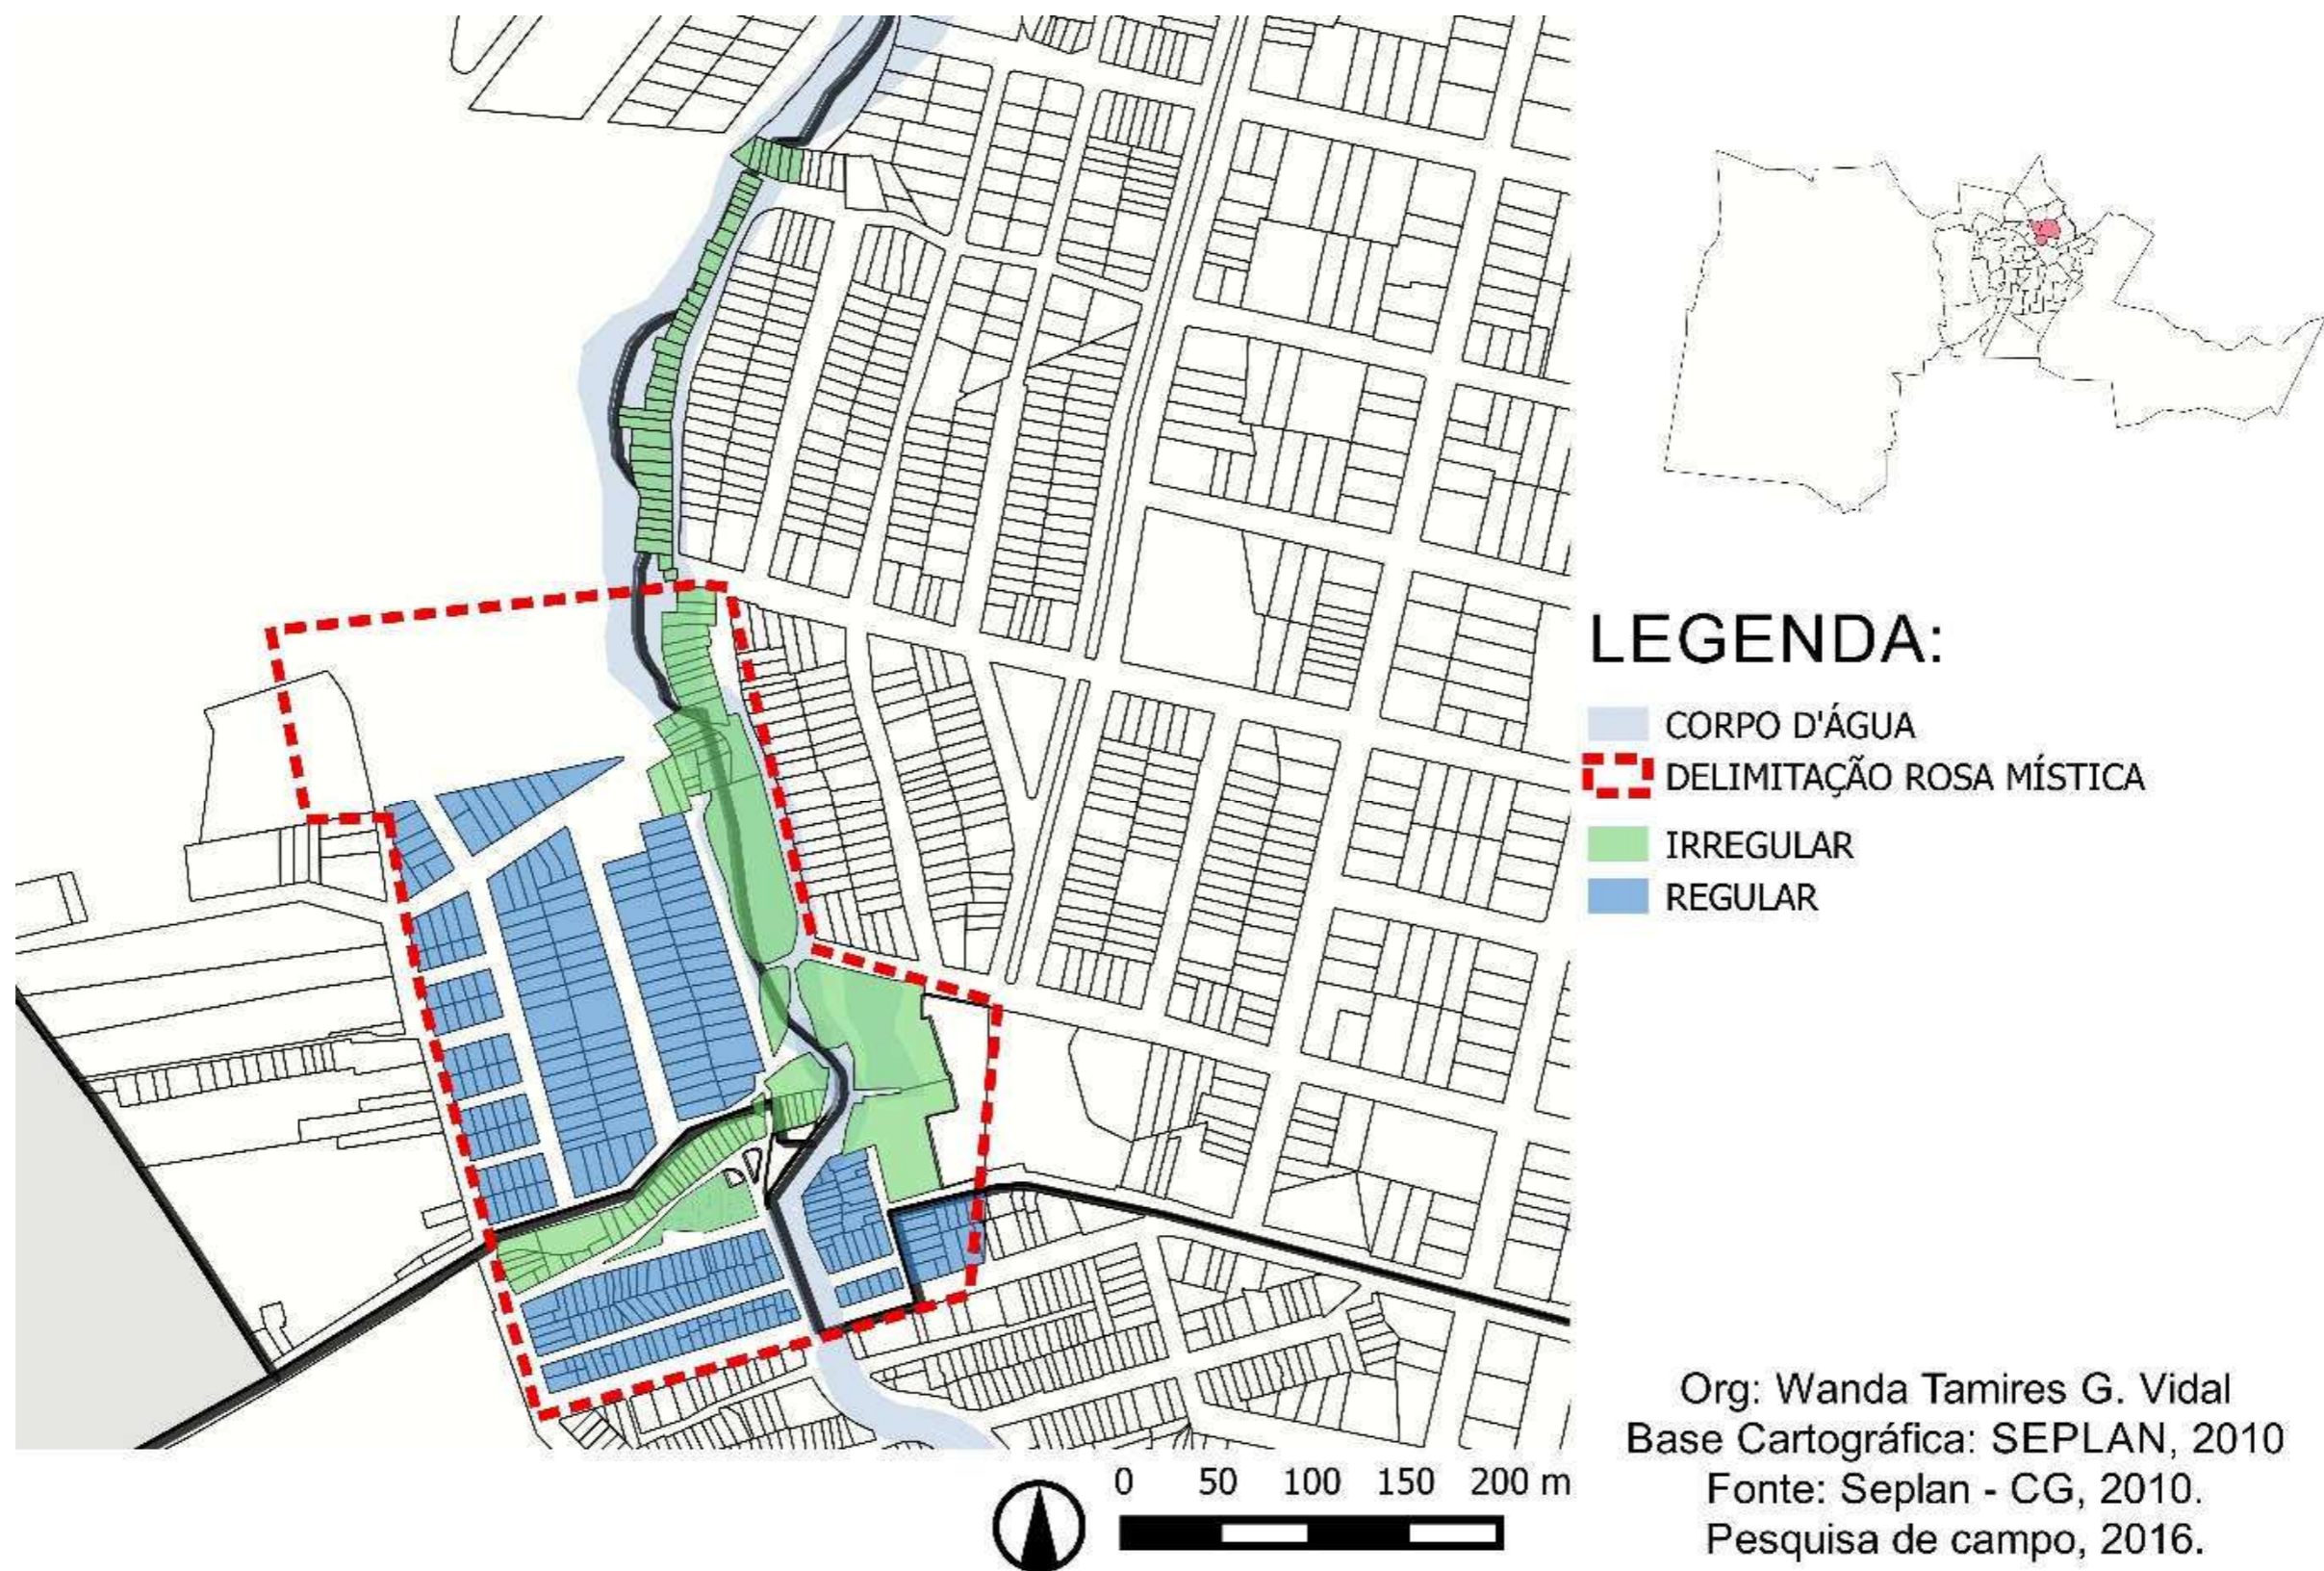 LEGENDA:
CORPO D'ÁGUA
DELIMITAÇÃO ROSA MÍSTICA
IRREGULAR
REGULAR
Org: Wanda Tamires G. Vidal
Base Cartográfica: SEPLAN, 2010
Fonte: Seplan - CG, 2010.
Pesquisa de campo, 2016.
0 50 100 150 200 m